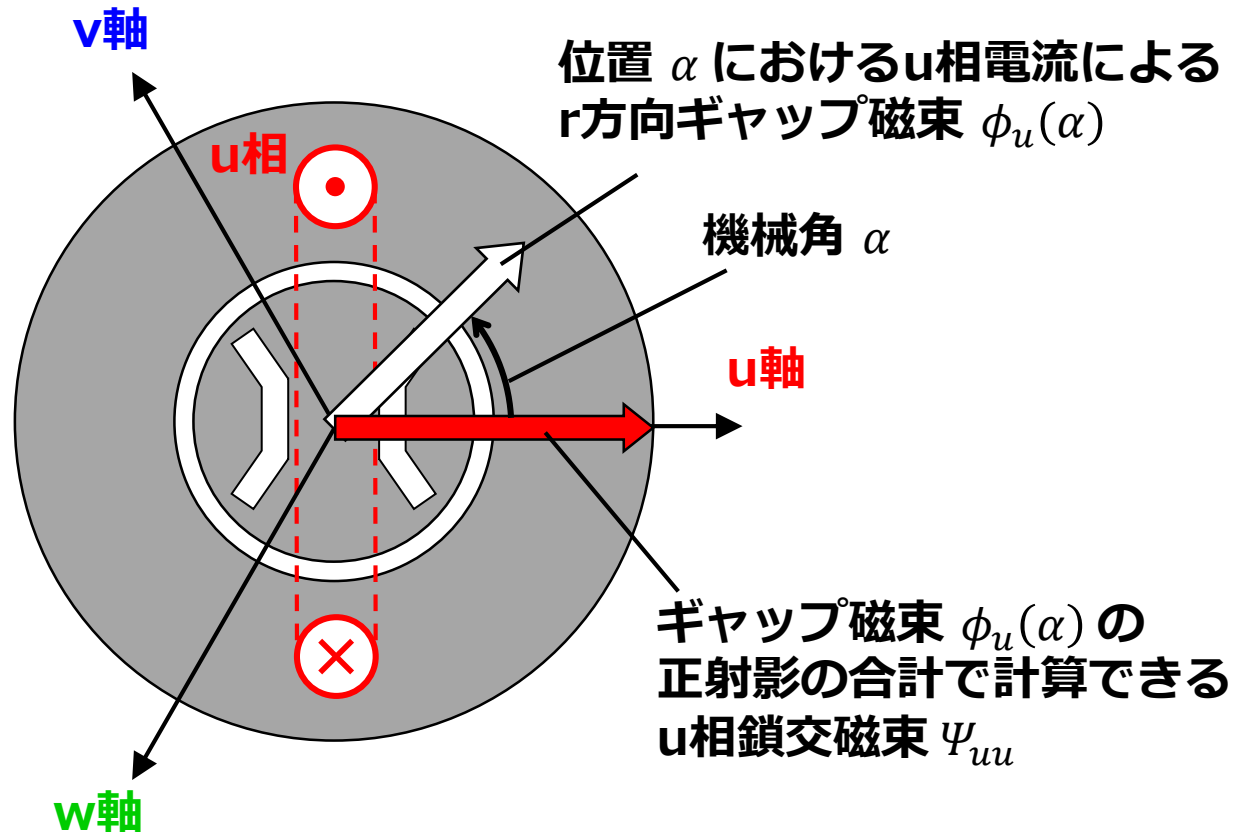 v軸
位置 α におけるu相電流による
r方向ギャップ磁束 ϕu(α)
u相
機械角 α
u軸
ギャップ磁束 ϕu(α) の
正射影の合計で計算できる
u相鎖交磁束 Ψuu
w軸